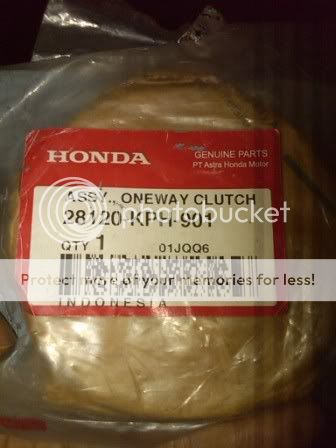 HONDA
GENUINE PARTS
PT Astra Honda Motor
ASSY., ONEWAY CLUTCH
28120-KPH-901
photobucket
QTY 1
01JQQ6
Protect more of your memories for less!
INDONESIA